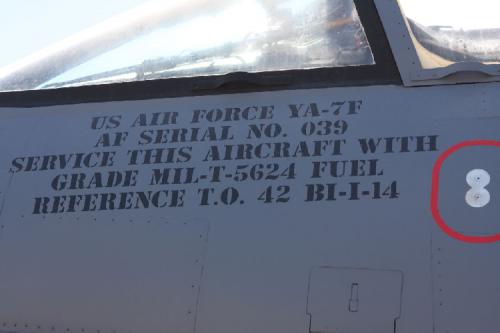 US AIR FORCE YA-7F
AF SERIAL NO. 039
SERVICE THIS AIRCRAFT WITH
GRADE MIL-T-5624 FUEL
REFERENCE T.O. 42 BI-I-14